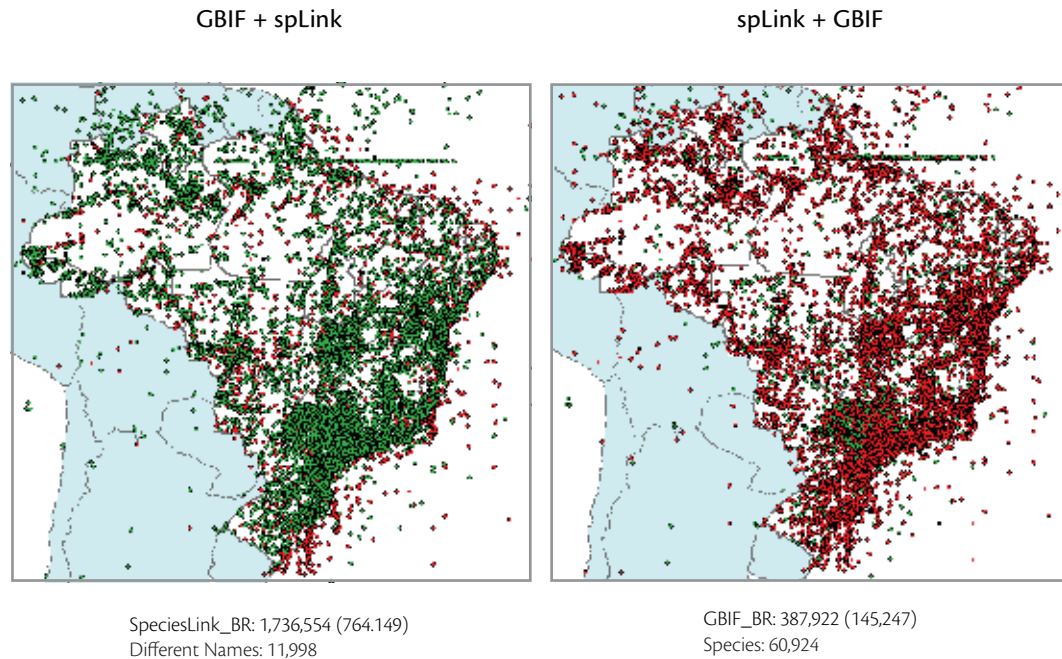 GBIF + spLink
spLink + GBIF
SpeciesLink_BR: 1,736,554 (764.149)
Different Names: 11,998
GBIF_BR: 387,922 (145,247)
Species: 60,924